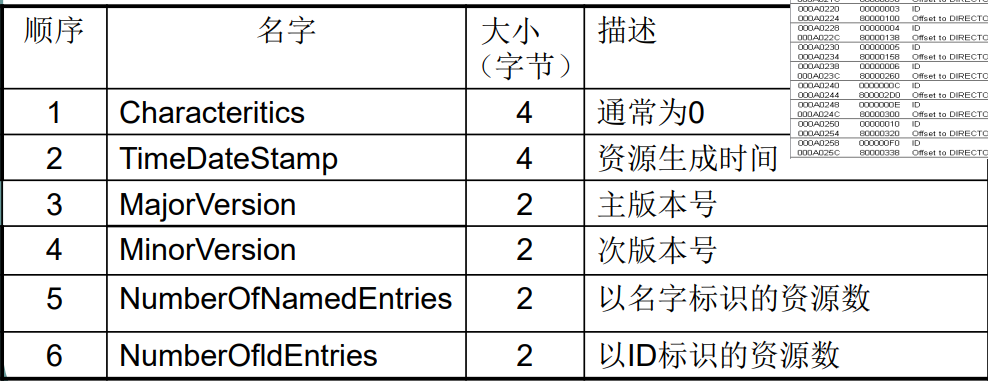 顺序 名字 大小（字节） 描述
1 Characteritics 4 通常为0
2 TimeDateStamp 4 资源生成时间
3 MajorVersion 2 主版本号
4 MinorVersion 2 次版本号
5 NumberOfNamedEntries 2 以名字标识的资源数
6 NumberOfIdEntries 2 以ID标识的资源数
000A0220 00000003 ID
000A0224 80000100 Offset to DIRECTO
000A0228 00000004 ID
000A022C 80000138 Offset to DIRECTO
000A0230 00000005 ID
000A0234 80000158 Offset to DIRECTO
000A0238 00000006 ID
000A023C 80000260 Offset to DIRECTO
000A0240 0000000C ID
000A0244 800002D0 Offset to DIRECTO
000A0248 0000000E ID
000A024C 80000300 Offset to DIRECTO
000A0250 00000010 ID
000A0254 80000320 Offset to DIRECTO
000A0258 000000F0 ID
000A025C 80000338 Offset to DIRECTO